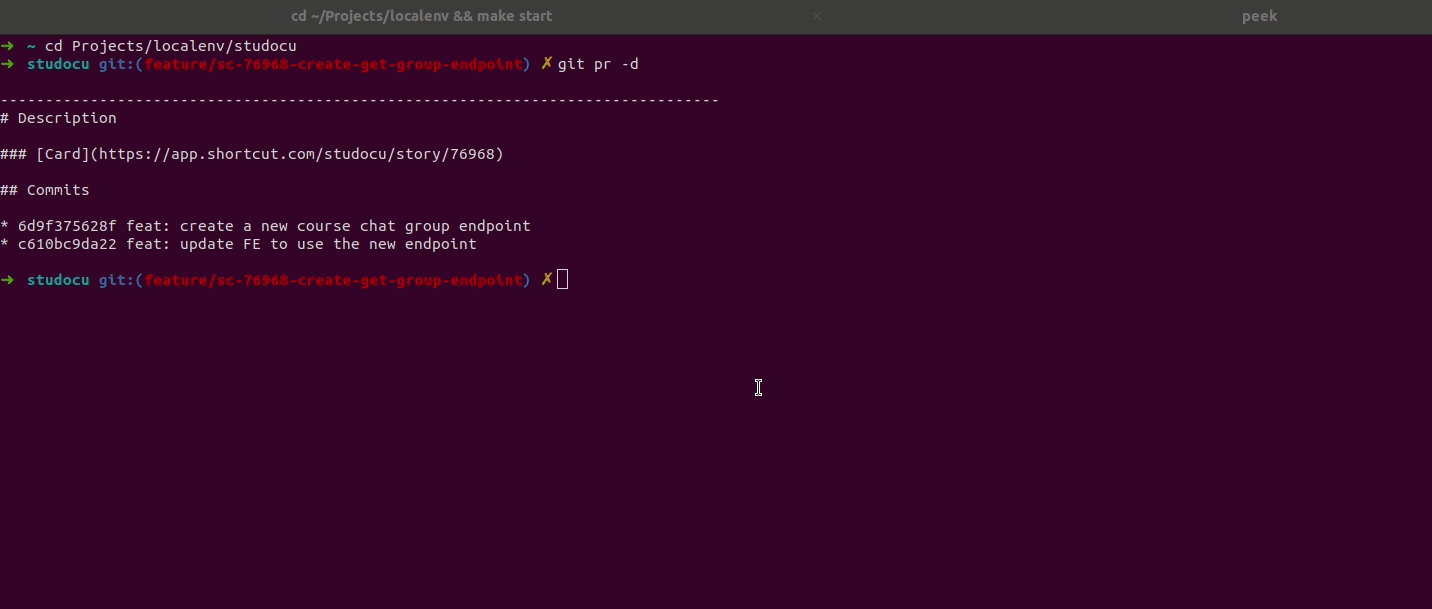 cd ~/Projects/localenv && make start × peek
➜ ~ cd Projects/localenv/studocu
➜ studocu git:(feature/sc-76968-create-get-group-endpoint) ✗ git pr -d
--------------------------------------------------------------------------------
# Description
### [Card](https://app.shortcut.com/studocu/story/76968)
## Commits
* 6d9f375628f feat: create a new course chat group endpoint
* c610bc9da22 feat: update FE to use the new endpoint
➜ studocu git:(feature/sc-76968-create-get-group-endpoint) ✗